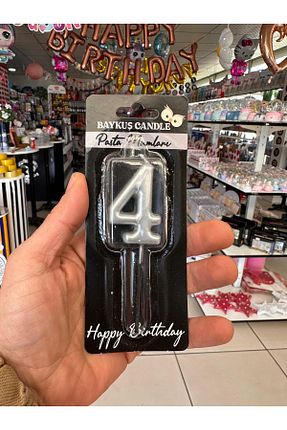 HAPPY
BIRTHDAY
BAYKUŞ CANDLE
Pasta Mumları
4
Happy Birthday